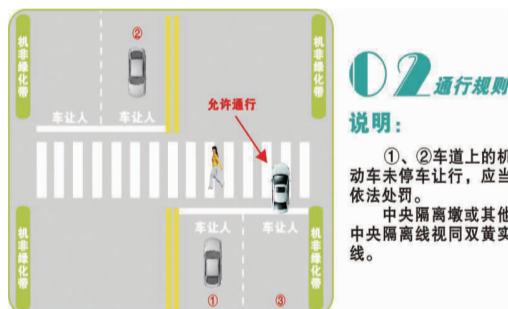 ②
机非绿化带
机非绿化带
车让人 车让人
允许通行
机非绿化带
机非绿化带
车让人 车让人
① ③
02 通行规则
说明：
①、②车道上的机
动车未停车让行，应当
依法处罚。
中央隔离墩或其他
中央隔离线视同双黄实
线。